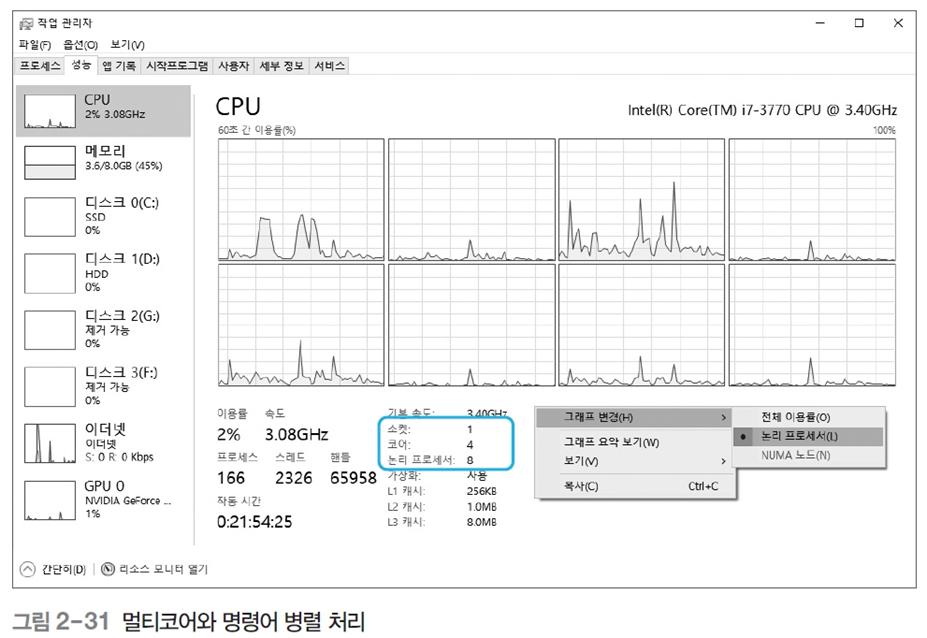 작업 관리자
파일(F) 옵션(O) 보기(V)
프로세스 성능 앱 기록 시작프로그램 사용자 세부 정보 서비스
CPU
2% 3.08GHz
메모리
3.6/8.0GB (45%)
디스크 0(C:)
SSD
0%
디스크 1(D:)
HDD
0%
디스크 2(G:)
제거 가능
0%
디스크 3(F:)
제거 가능
0%
이더넷
이더넷
S: 0 R: 0 Kbps
GPU 0
NVIDIA GeForce ...
1%
CPU
Intel(R) Core(TM) i7-3770 CPU @ 3.40GHz
60초 간 이용률(%) 100%
이용률 속도
2% 3.08GHz
프로세스 스레드 핸들
166 2326 65958
작동 시간
0:21:54:25
기본 속도: 3.40GHz
소켓: 1
코어: 4
논리 프로세서: 8
가상화: 사용
L1 캐시: 256KB
L2 캐시: 1.0MB
L3 캐시: 8.0MB
그래프 변경(H) >
그래프 요약 보기(W)
보기(V) >
복사(C) Ctrl+C
전체 이용률(O)
논리 프로세서(L)
NUMA 노드(N)
간단히(D) 리소스 모니터 열기
그림 2-31 멀티코어와 명령어 병렬 처리